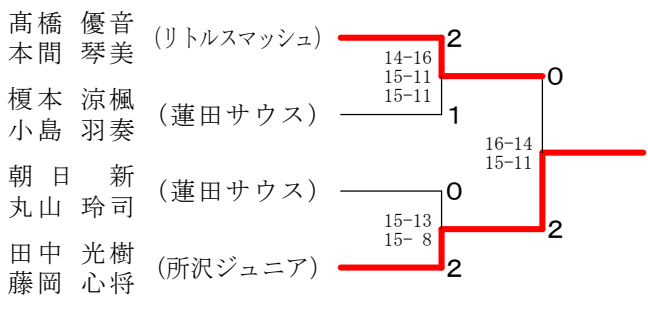 髙橋 優音
本間 琴美
(リトルスマッシュ)
2
14-16
15-11
15-11
0
榎本 涼楓
小島 羽奏
(蓮田サウス)
1
16-14
15-11
朝日 新
丸山 玲司
(蓮田サウス)
0
15-13
15- 8
2
田中 光樹
藤岡 心将
(所沢ジュニア)
2